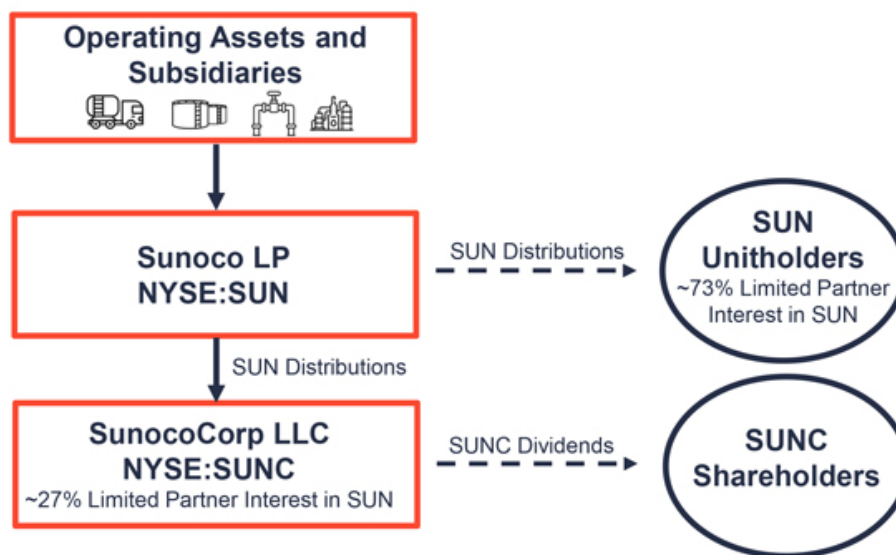 Operating Assets and
Subsidiaries
Sunoco LP
NYSE:SUN
SUN Distributions
SUN
Unitholders
~73% Limited Partner
Interest in SUN
SUN Distributions
SunocoCorp LLC
NYSE:SUNC
~27% Limited Partner Interest in SUN
SUNC Dividends
SUNC
Shareholders